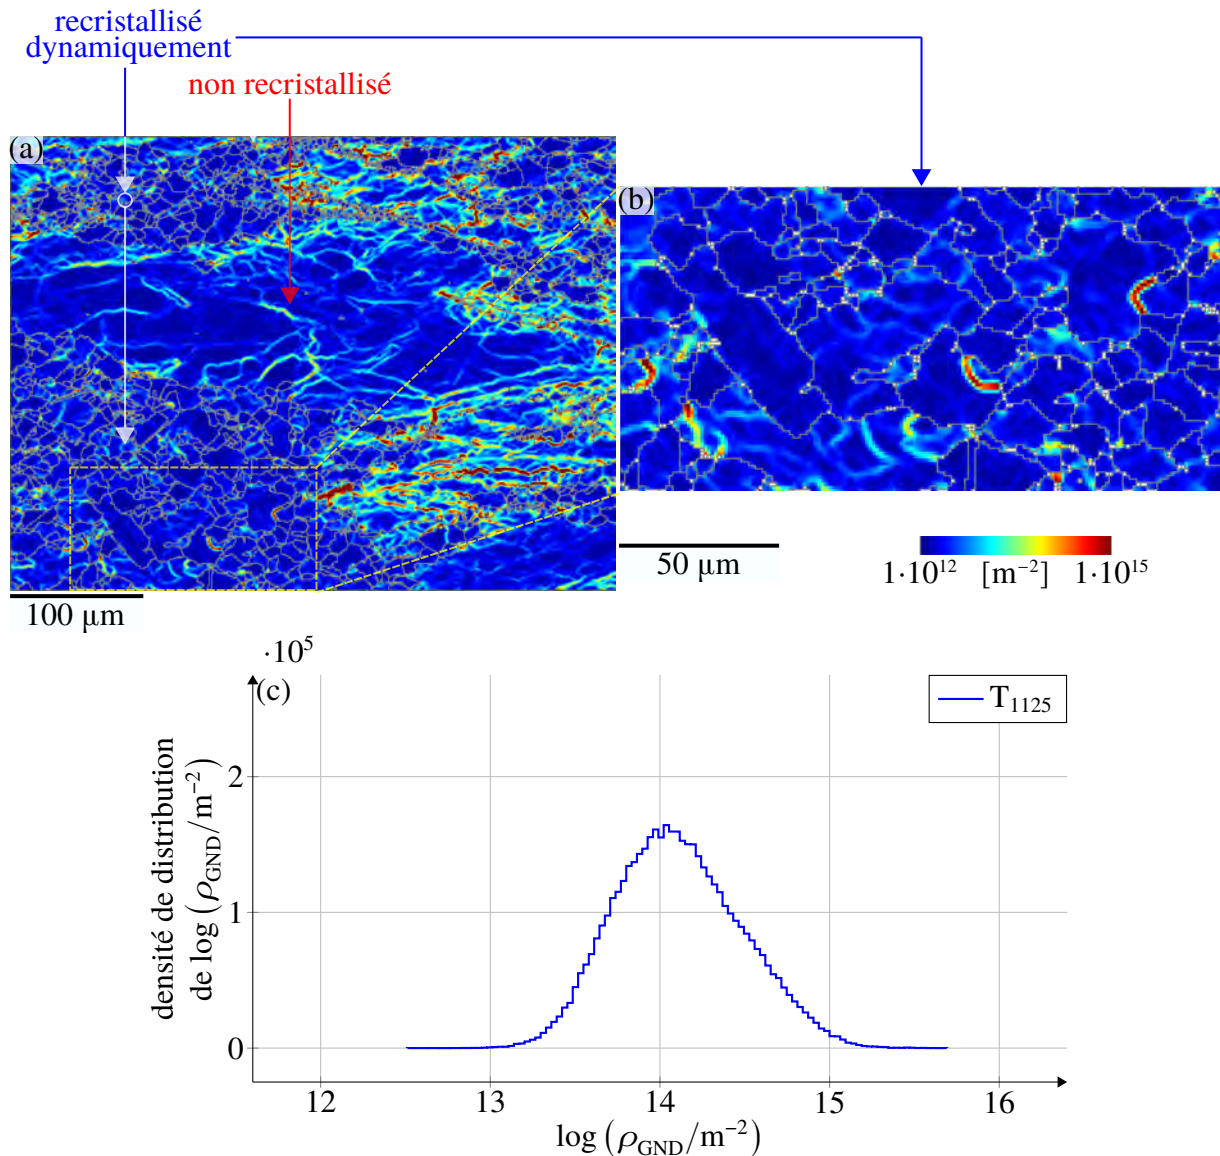 recristallisé
dynamiquement
non recristallisé
(a)
(b)
100 µm
50 µm
1·10¹² [m⁻²] 1·10¹⁵
·10⁵
(c)
T₁₁₂₅
densité de distribution
de log (ρ_GND/m⁻²)
2
1
0
12 13 14 15 16
log (ρ_GND/m⁻²)